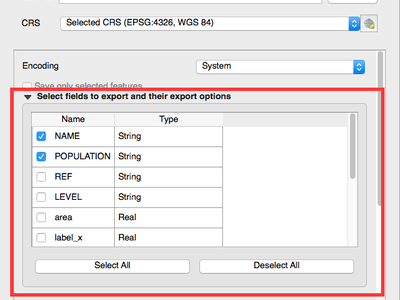 CRS Selected CRS (EPSG:4326, WGS 84)
Encoding System
Save only selected features
Select fields to export and their export options
Name Type
NAME String
POPULATION String
REF String
LEVEL String
area Real
label_x Real
Select All Deselect All